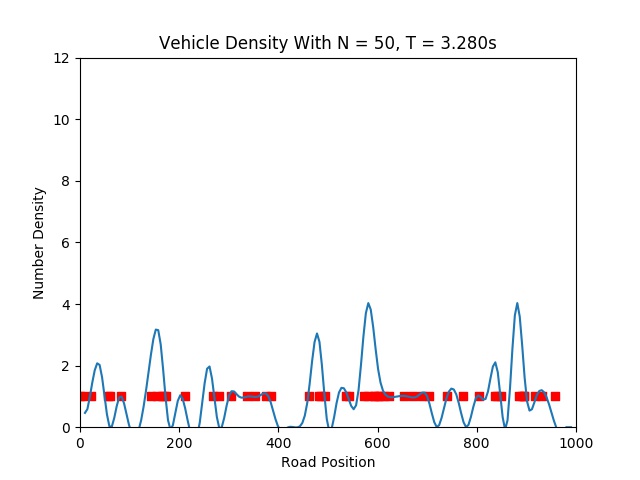 Vehicle Density With N = 50, T = 3.280s
12
10
8
6
4
2
0
Number Density
0 200 400 600 800 1000
Road Position